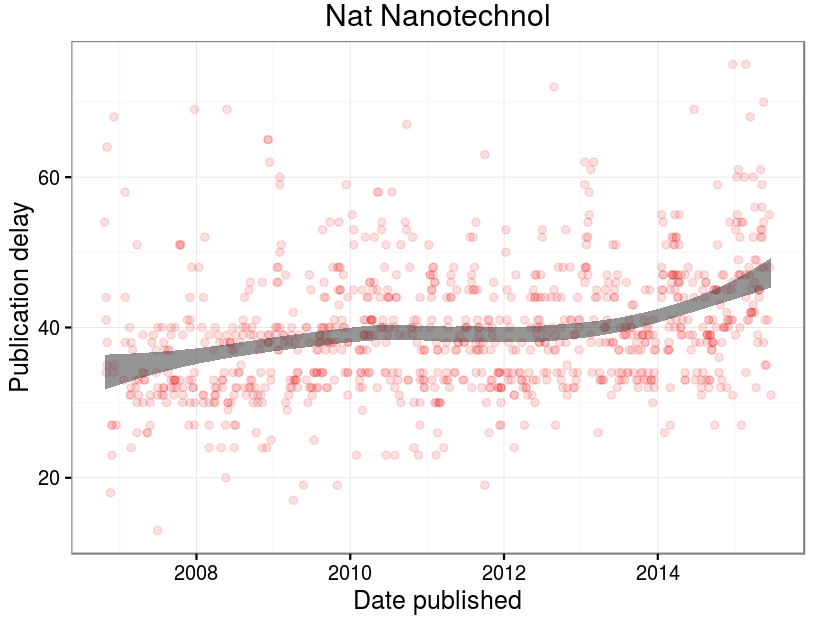 Nat Nanotechnol
Publication delay
60
40
20
2008 2010 2012 2014
Date published